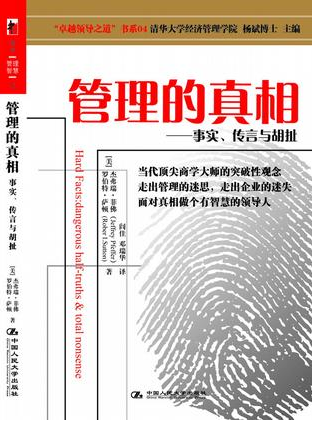 管理
智慧
管理的真相
事实、传言与胡扯
[美]
杰弗瑞·菲佛
罗伯特·萨顿
著
中国人民大学出版社
“卓越领导之道”书系04 清华大学经济管理学院 杨斌博士 主编
管理的真相
——事实、传言与胡扯
Hard Facts:dangerous
half-truths & total nonsense
[美]
杰弗瑞·菲佛 (Jeffrey Pfeffer)
罗伯特·萨顿 (Robert I.Sutton)
著
闾佳 邓瑞华 译
当代顶尖商学大师的突破性观念
走出管理的迷思,走出企业的迷失
面对真相做个有智慧的领导人
中国人民大学出版社